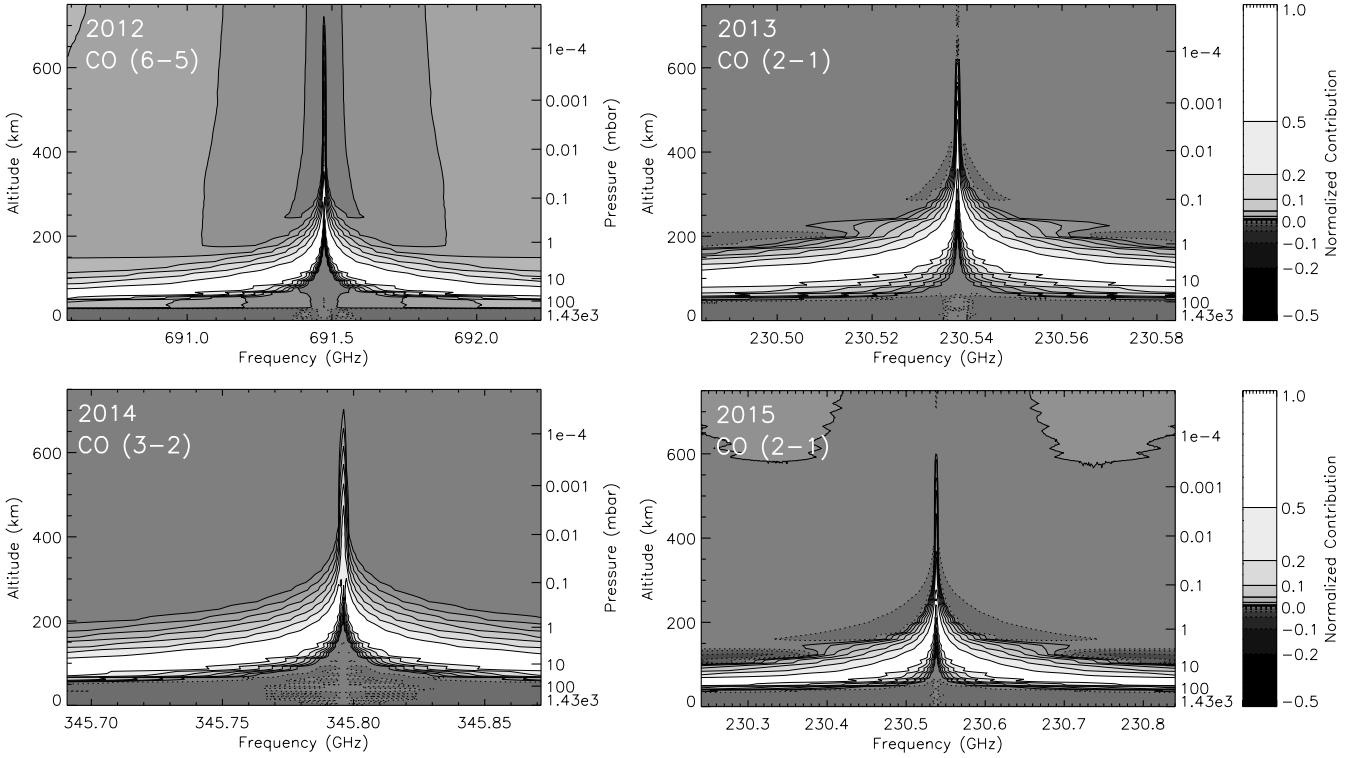 2012
CO (6−5)
Altitude (km)
600
400
200
0
1e−4
0.001
0.01
0.1
1
10
100
1.43e3
Pressure (mbar)
691.0 691.5 692.0
Frequency (GHz)
2013
CO (2−1)
Altitude (km)
600
400
200
0
1e−4
0.001
0.01
0.1
1
10
100
1.43e3
230.50 230.52 230.54 230.56 230.58
Frequency (GHz)
1.0
0.5
0.2
0.1
0.0
−0.1
−0.2
−0.5
Normalized Contribution
2014
CO (3−2)
Altitude (km)
600
400
200
0
1e−4
0.001
0.01
0.1
1
10
100
1.43e3
Pressure (mbar)
345.70 345.75 345.80 345.85
Frequency (GHz)
2015
CO (2−1)
Altitude (km)
600
400
200
0
1e−4
0.001
0.01
0.1
1
10
100
1.43e3
230.3 230.4 230.5 230.6 230.7 230.8
Frequency (GHz)
1.0
0.5
0.2
0.1
0.0
−0.1
−0.2
−0.5
Normalized Contribution